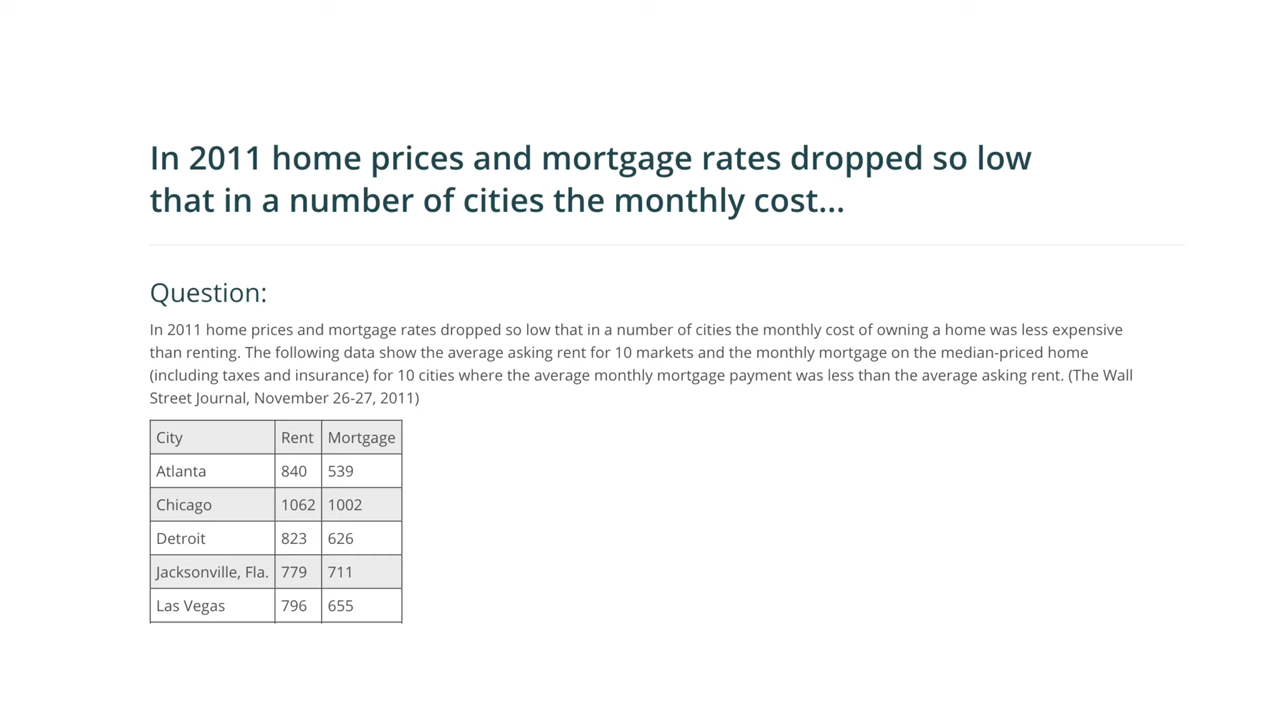 In 2011 home prices and mortgage rates dropped so low
that in a number of cities the monthly cost...
Question:
In 2011 home prices and mortgage rates dropped so low that in a number of cities the monthly cost of owning a home was less expensive
than renting. The following data show the average asking rent for 10 markets and the monthly mortgage on the median-priced home
(including taxes and insurance) for 10 cities where the average monthly mortgage payment was less than the average asking rent. (The Wall
Street Journal, November 26-27, 2011)
City Rent Mortgage
Atlanta 840 539
Chicago 1062 1002
Detroit 823 626
Jacksonville, Fla. 779 711
Las Vegas 796 655